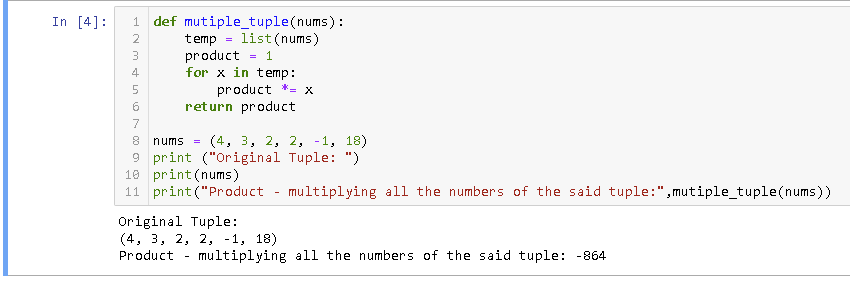 In [4]:
1 def mutiple_tuple(nums):
2     temp = list(nums)
3     product = 1
4     for x in temp:
5         product *= x
6     return product
7
8 nums = (4, 3, 2, 2, -1, 18)
9 print ("Original Tuple: ")
10 print(nums)
11 print("Product - multiplying all the numbers of the said tuple:",mutiple_tuple(nums))
Original Tuple:
(4, 3, 2, 2, -1, 18)
Product - multiplying all the numbers of the said tuple: -864